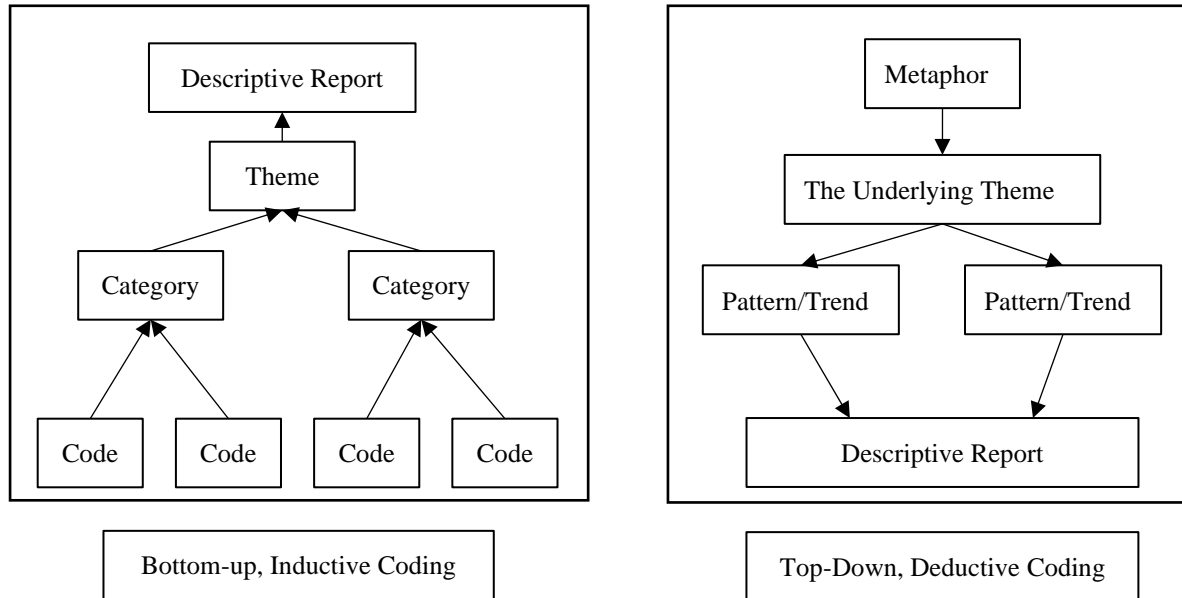 Descriptive Report
Theme
Category
Category
Code
Code
Code
Code
Bottom-up, Inductive Coding
Metaphor
The Underlying Theme
Pattern/Trend
Pattern/Trend
Descriptive Report
Top-Down, Deductive Coding